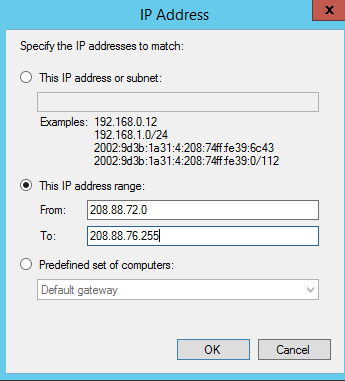 IP Address
x
Specify the IP addresses to match:
This IP address or subnet:
Examples: 192.168.0.12
192.168.1.0/24
2002:9d3b:1a31:4:208:74ff:fe39:6c43
2002:9d3b:1a31:4:208:74ff:fe39:0/112
This IP address range:
From: 208.88.72.0
To: 208.88.76.255
Predefined set of computers:
Default gateway
OK Cancel